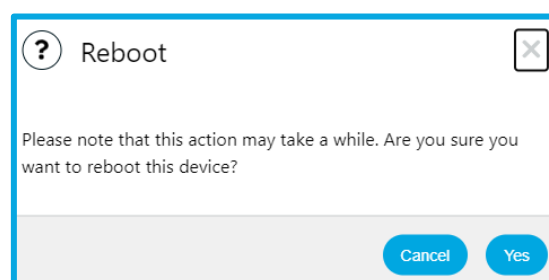 ? Reboot
Please note that this action may take a while. Are you sure you
want to reboot this device?
Cancel Yes